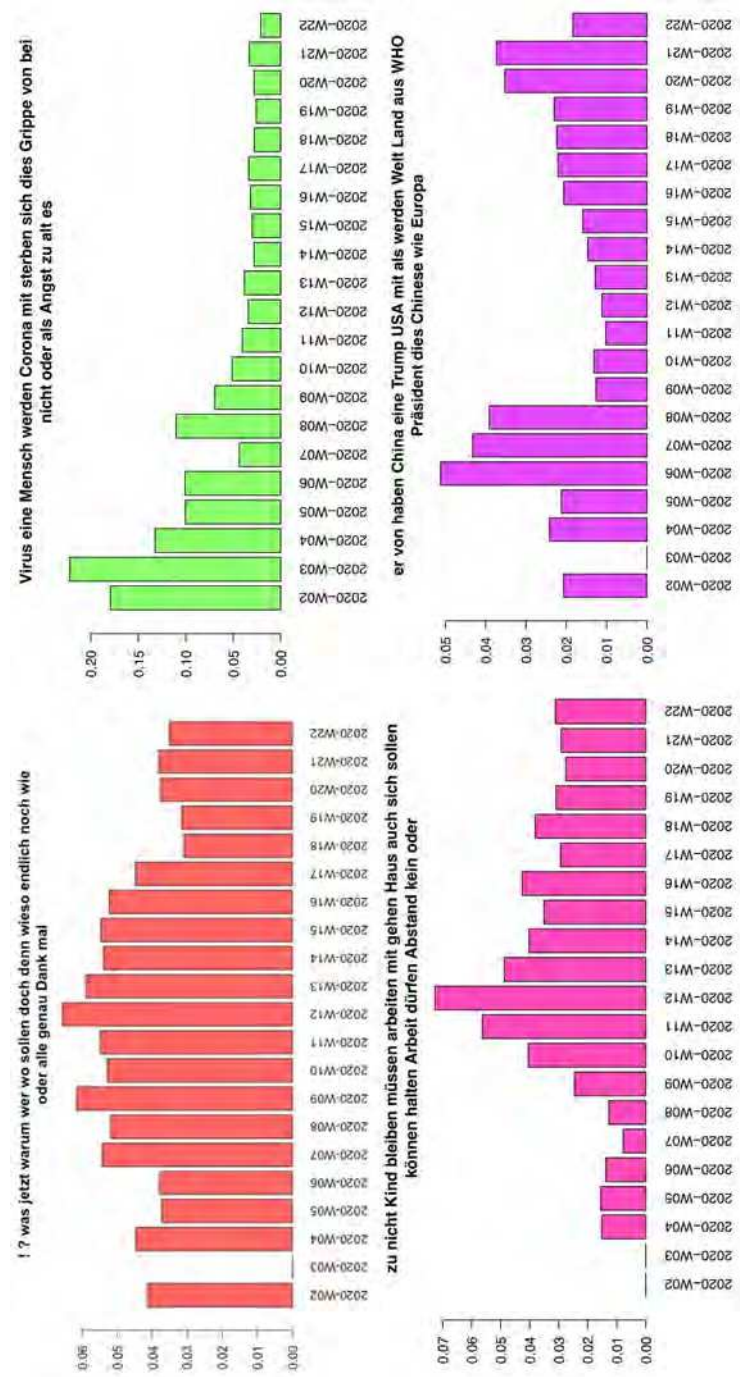 ! ? was jetzt warum wer wo sollen doch denn wieso endlich noch wie
oder alle genau Dank mal
0.06
0.05
0.04
0.03
0.02
0.01
0.00
2020-W02 2020-W03 2020-W04 2020-W05 2020-W06 2020-W07 2020-W08 2020-W09 2020-W10 2020-W11 2020-W12 2020-W13 2020-W14 2020-W15 2020-W16 2020-W17 2020-W18 2020-W19 2020-W20 2020-W21 2020-W22
Virus eine Mensch werden Corona mit sterben sich dies Grippe von bei
nicht oder als Angst zu alt es
0.20
0.15
0.10
0.05
0.00
2020-W02 2020-W03 2020-W04 2020-W05 2020-W06 2020-W07 2020-W08 2020-W09 2020-W10 2020-W11 2020-W12 2020-W13 2020-W14 2020-W15 2020-W16 2020-W17 2020-W18 2020-W19 2020-W20 2020-W21 2020-W22
zu nicht Kind bleiben müssen arbeiten mit gehen Haus auch sich sollen
können halten Arbeit dürfen Abstand kein oder
0.07
0.06
0.05
0.04
0.03
0.02
0.01
0.00
2020-W02 2020-W03 2020-W04 2020-W05 2020-W06 2020-W07 2020-W08 2020-W09 2020-W10 2020-W11 2020-W12 2020-W13 2020-W14 2020-W15 2020-W16 2020-W17 2020-W18 2020-W19 2020-W20 2020-W21 2020-W22
er von haben China eine Trump USA mit als werden Welt Land aus WHO
Präsident dies Chinese wie Europa
0.05
0.04
0.03
0.02
0.01
0.00
2020-W02 2020-W03 2020-W04 2020-W05 2020-W06 2020-W07 2020-W08 2020-W09 2020-W10 2020-W11 2020-W12 2020-W13 2020-W14 2020-W15 2020-W16 2020-W17 2020-W18 2020-W19 2020-W20 2020-W21 2020-W22